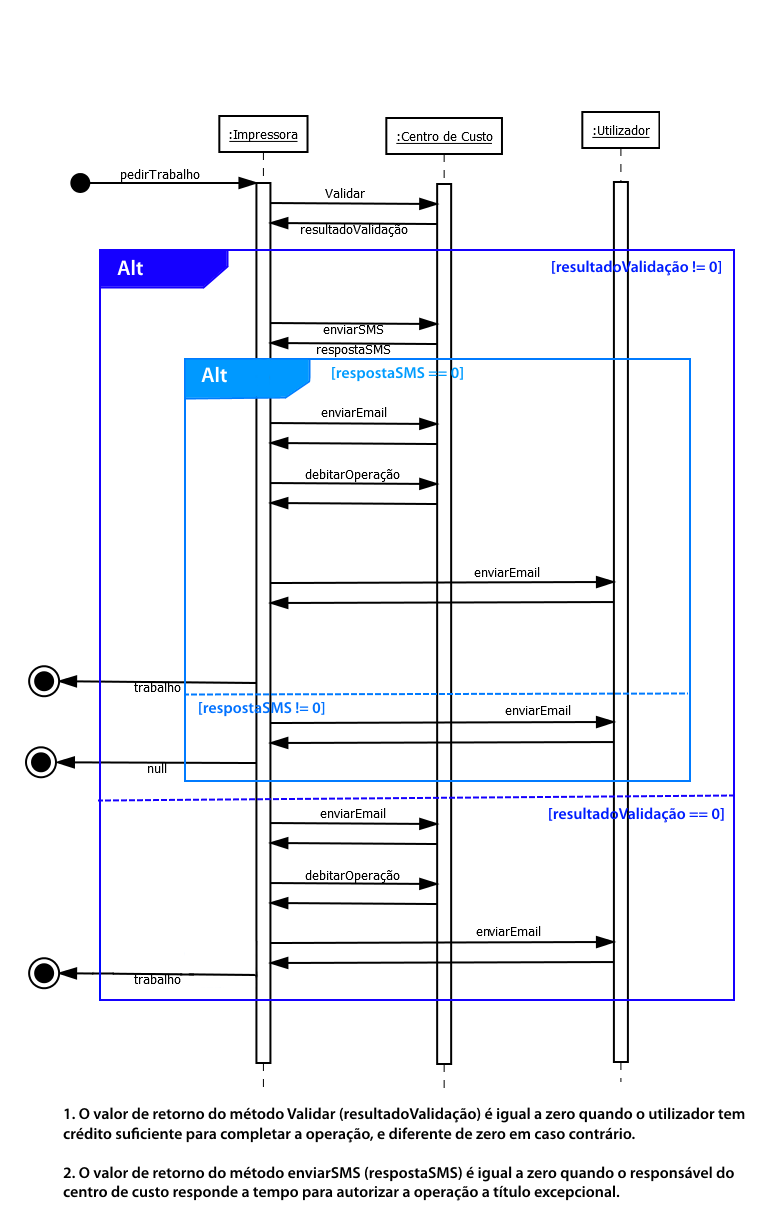 :Impressora
:Centro de Custo
:Utilizador
pedirTrabalho
Validar
resultadoValidação
Alt
[resultadoValidação != 0]
enviarSMS
respostaSMS
Alt
[respostaSMS == 0]
enviarEmail
debitarOperação
enviarEmail
trabalho
[respostaSMS != 0]
enviarEmail
null
[resultadoValidação == 0]
enviarEmail
debitarOperação
enviarEmail
trabalho
1. O valor de retorno do método Validar (resultadoValidação) é igual a zero quando o utilizador tem
crédito suficiente para completar a operação, e diferente de zero em caso contrário.
2. O valor de retorno do método enviarSMS (respostaSMS) é igual a zero quando o responsável do
centro de custo responde a tempo para autorizar a operação a título excepcional.